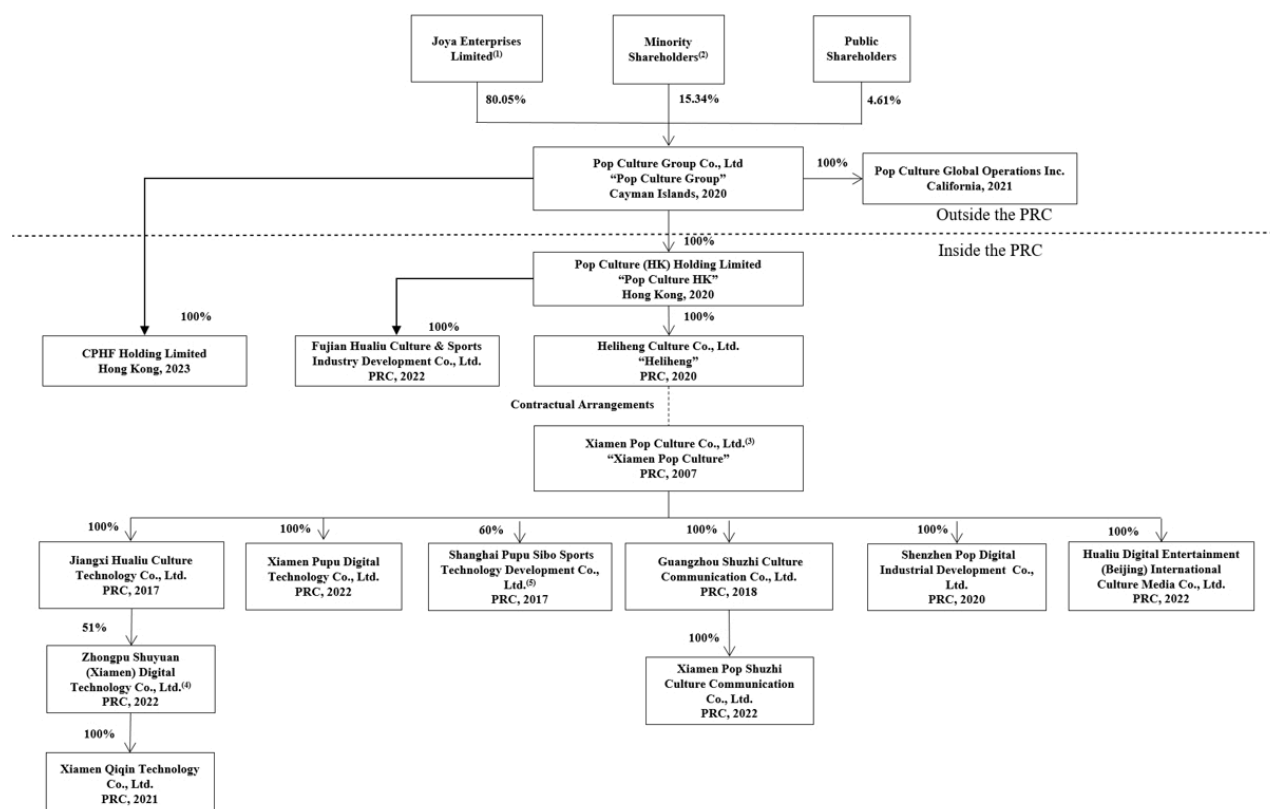 Joya Enterprises
Limited(1)
Minority
Shareholders(2)
Public
Shareholders
80.05%
15.34%
4.61%
Pop Culture Group Co., Ltd
“Pop Culture Group”
Cayman Islands, 2020
100%
Pop Culture Global Operations Inc.
California, 2021
Outside the PRC
Inside the PRC
100%
Pop Culture (HK) Holding Limited
“Pop Culture HK”
Hong Kong, 2020
100%
100%
100%
CPHF Holding Limited
Hong Kong, 2023
Fujian Hualiu Culture & Sports
Industry Development Co., Ltd.
PRC, 2022
Heliheng Culture Co., Ltd.
“Heliheng”
PRC, 2020
Contractual Arrangements
Xiamen Pop Culture Co., Ltd.(3)
“Xiamen Pop Culture”
PRC, 2007
100%
100%
60%
100%
100%
100%
Jiangxi Hualiu Culture
Technology Co., Ltd.
PRC, 2017
Xiamen Pupu Digital
Technology Co., Ltd.
PRC, 2022
Shanghai Pupu Sibo Sports
Technology Development Co.,
Ltd.(5)
PRC, 2017
Guangzhou Shuzhi Culture
Communication Co., Ltd.
PRC, 2018
Shenzhen Pop Digital
Industrial Development Co.,
Ltd.
PRC, 2020
Hualiu Digital Entertainment
(Beijing) International
Culture Media Co., Ltd.
PRC, 2022
51%
100%
Zhongpu Shuyuan
(Xiamen) Digital
Technology Co., Ltd.(4)
PRC, 2022
Xiamen Pop Shuzhi
Culture Communication
Co., Ltd.
PRC, 2022
100%
Xiamen Qiqin Technology
Co., Ltd.
PRC, 2021